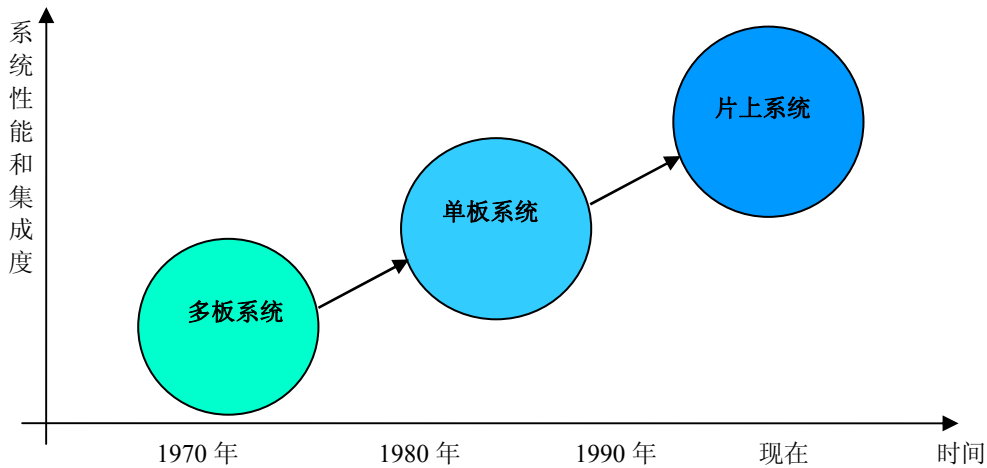 系统性能和集成度
片上系统
单板系统
多板系统
1970 年
1980 年
1990 年
现在
时间